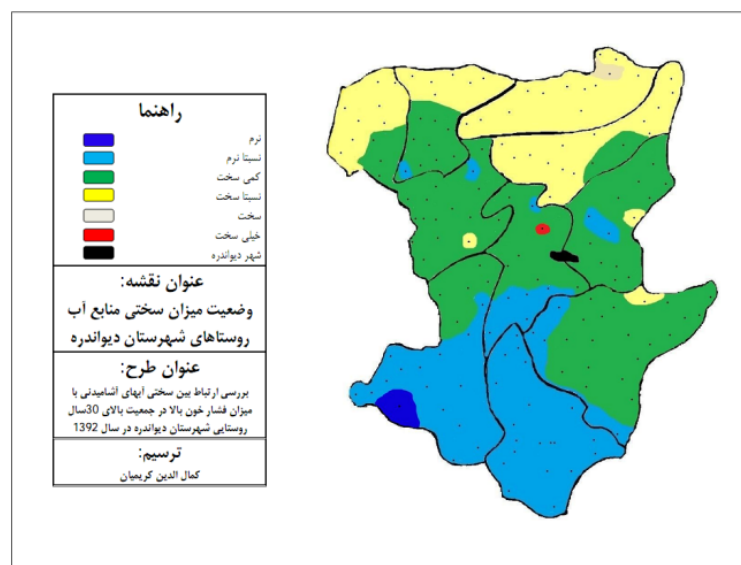 راهنما
نرم
نسبتا نرم
کمی سخت
نسبتا سخت
سخت
خیلی سخت
شهر دیواندره
عنوان نقشه:
وضعیت میزان سختی منابع آب
روستاهای شهرستان دیواندره
عنوان طرح:
بررسی ارتباط بین سختی آبهای آشامیدنی با
میزان فشار خون بالا در جمعیت بالای 30سال
روستایی شهرستان دیواندره در سال 1392
ترسیم:
کمال الدین کریمیان